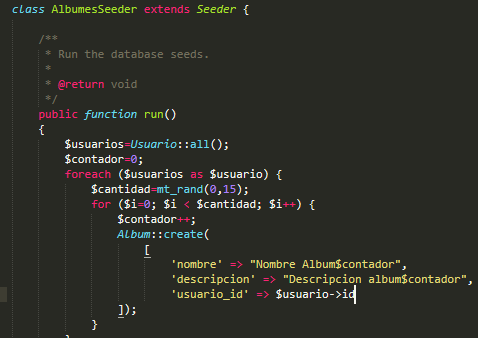 class AlbumesSeeder extends Seeder {
/**
* Run the database seeds.
*
* @return void
*/
public function run()
{
$usuarios=Usuario::all();
$contador=0;
foreach ($usuarios as $usuario) {
$cantidad=mt_rand(0,15);
for ($i=0; $i < $cantidad; $i++) {
$contador++;
Album::create(
[
'nombre' => "Nombre Album$contador",
'descripcion' => "Descripcion album$contador",
'usuario_id' => $usuario->id
]);
}
}